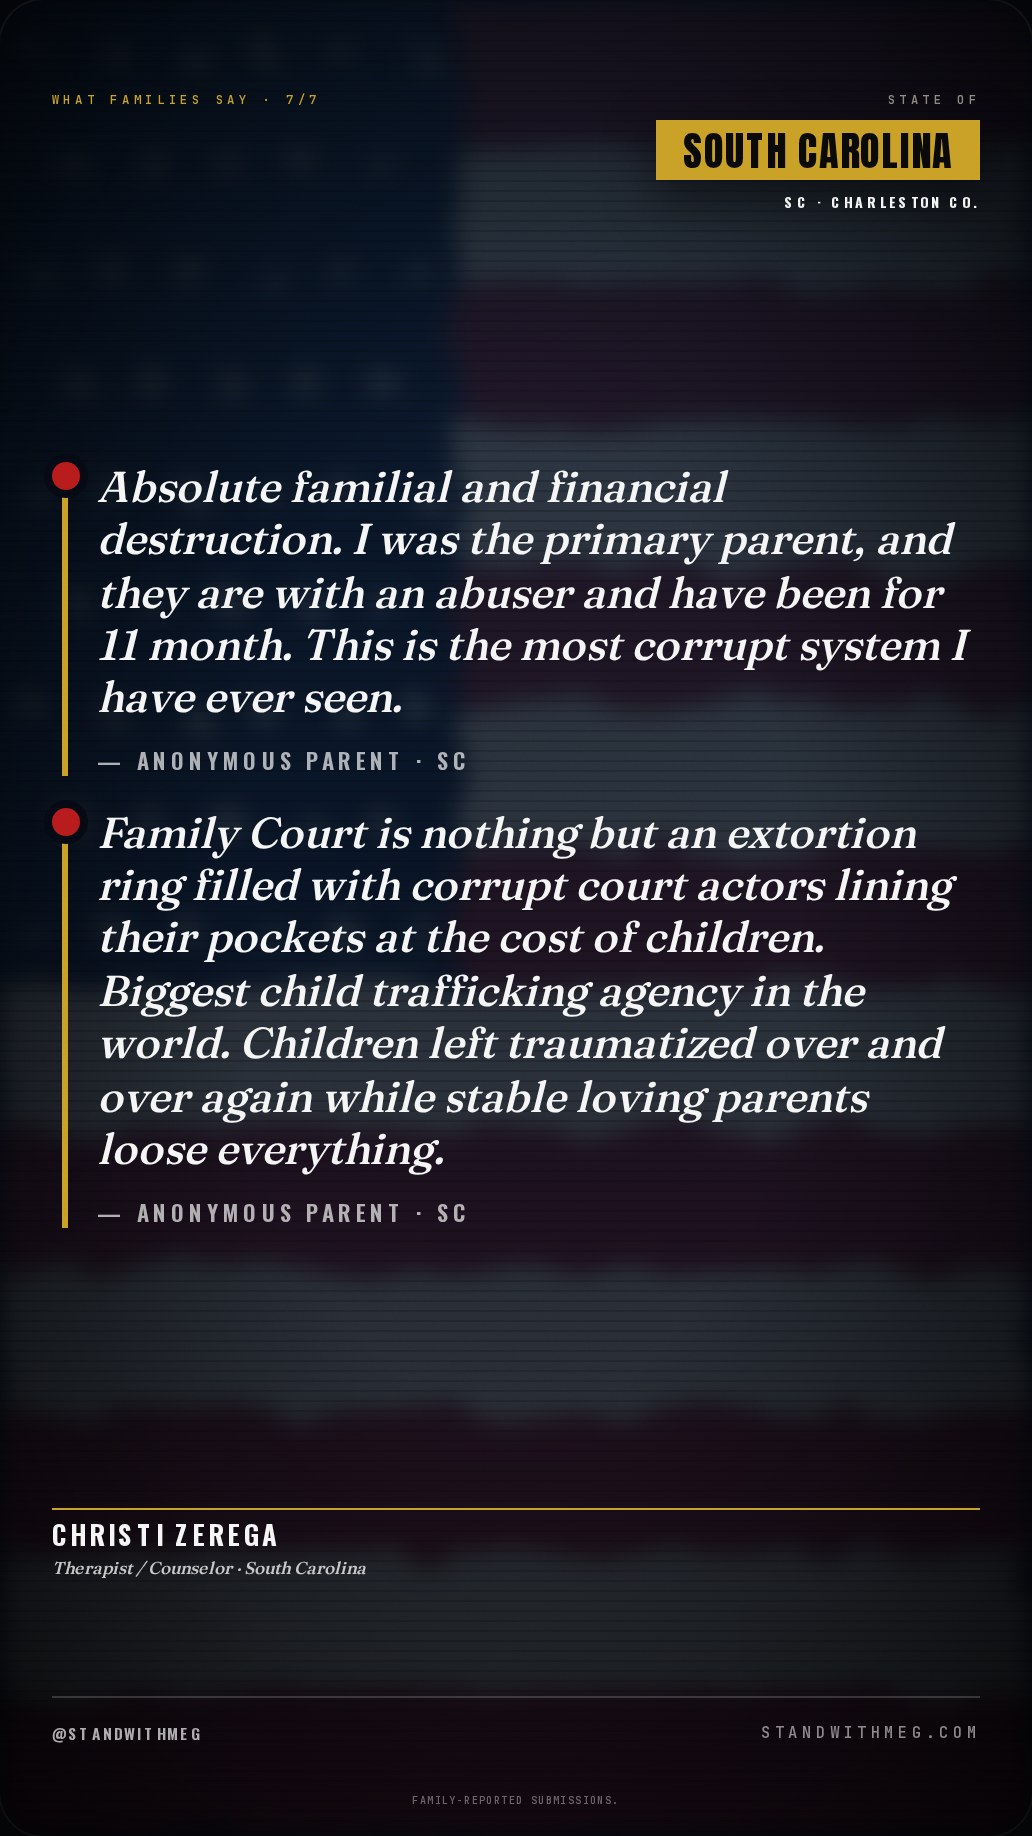 WHAT FAMILIES SAY · 7/7
STATE OF
SOUTH CAROLINA
SC · CHARLESTON CO.
Absolute familial and financial
destruction. I was the primary parent, and
they are with an abuser and have been for
11 month. This is the most corrupt system I
have ever seen.
— ANONYMOUS PARENT · SC
Family Court is nothing but an extortion
ring filled with corrupt court actors lining
their pockets at the cost of children.
Biggest child trafficking agency in the
world. Children left traumatized over and
over again while stable loving parents
loose everything.
— ANONYMOUS PARENT · SC
CHRISTI ZEREGA
Therapist / Counselor · South Carolina
@STANDWITHMEG
STANDWITHMEG.COM
FAMILY-REPORTED SUBMISSIONS.